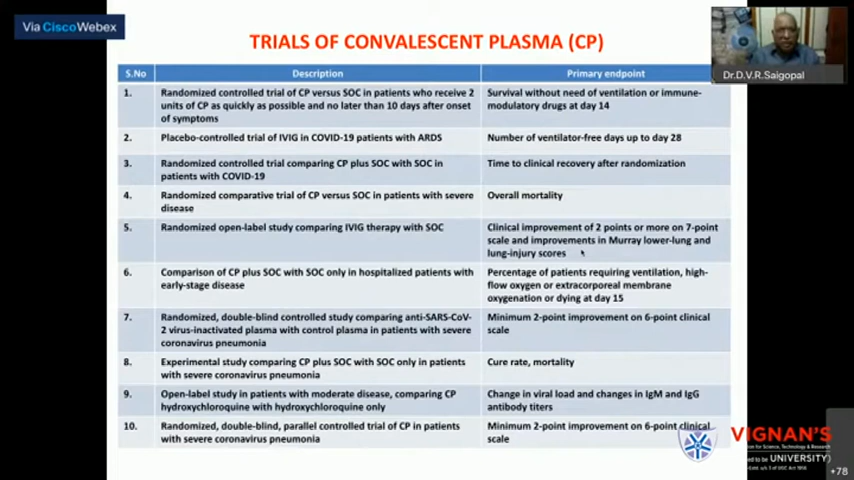 Via Cisco Webex
TRIALS OF CONVALESCENT PLASMA (CP)
Dr.D.V.R.Saigopal
S.No Description Primary endpoint
1. Randomized controlled trial of CP versus SOC in patients who receive 2 Survival without need of ventilation or immune-
units of CP as quickly as possible and no later than 10 days after onset modulatory drugs at day 14
of symptoms
2. Placebo-controlled trial of IVIG in COVID-19 patients with ARDS Number of ventilator-free days up to day 28
3. Randomized controlled trial comparing CP plus SOC with SOC in Time to clinical recovery after randomization
patients with COVID-19
4. Randomized comparative trial of CP versus SOC in patients with severe Overall mortality
disease
5. Randomized open-label study comparing IVIG therapy with SOC Clinical improvement of 2 points or more on 7-point
scale and improvements in Murray lower-lung and
lung-injury scores
6. Comparison of CP plus SOC with SOC only in hospitalized patients with Percentage of patients requiring ventilation, high-
early-stage disease flow oxygen or extracorporeal membrane
oxygenation or dying at day 15
7. Randomized, double-blind controlled study comparing anti-SARS-CoV- Minimum 2-point improvement on 6-point clinical
2 virus-inactivated plasma with control plasma in patients with severe scale
coronavirus pneumonia
8. Experimental study comparing CP plus SOC with SOC only in patients Cure rate, mortality
with severe coronavirus pneumonia
9. Open-label study in patients with moderate disease, comparing CP Change in viral load and changes in IgM and IgG
hydroxychloroquine with hydroxychloroquine only antibody titers
10. Randomized, double-blind, parallel controlled trial of CP in patients Minimum 2-point improvement on 6-point clinical
with severe coronavirus pneumonia scale
VIGNAN'S
for Science, Technology & Research
to be UNIVERSITY)
+78